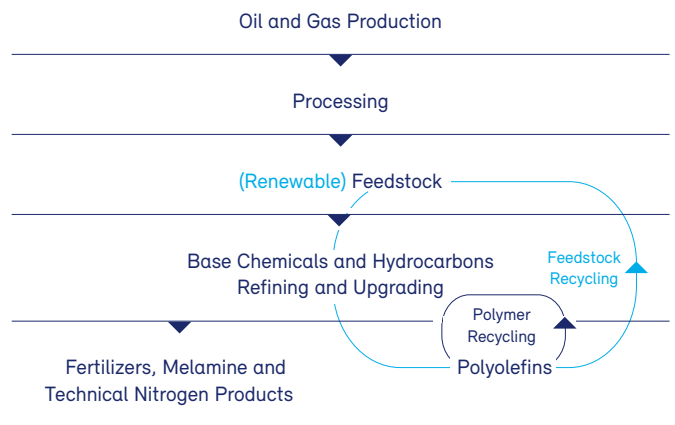 Oil and Gas Production
Processing
(Renewable) Feedstock
Base Chemicals and Hydrocarbons
Refining and Upgrading
Feedstock
Recycling
Polymer
Recycling
Polyolefins
Fertilizers, Melamine and
Technical Nitrogen Products